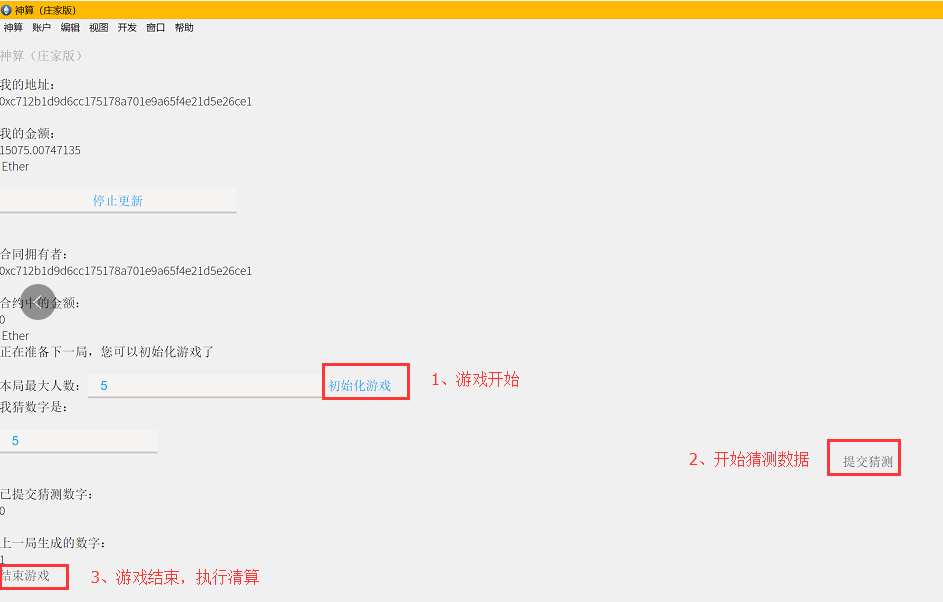 神算（庄家版）
神算 账户 编辑 视图 开发 窗口 帮助
神算（庄家版）
我的地址：
0xc712b1d9d6cc175178a701e9a65f4e21d5e26ce1
我的金额：
15075.00747135
Ether
停止更新
合同拥有者：
0xc712b1d9d6cc175178a701e9a65f4e21d5e26ce1
合约中的金额：
0
Ether
正在准备下一局，您可以初始化游戏了
本局最大人数： 5 初始化游戏 1、游戏开始
我猜数字是：
5
2、开始猜测数据 提交猜测
已提交猜测数字：
0
上一局生成的数字：
1
结束游戏 3、游戏结束，执行清算